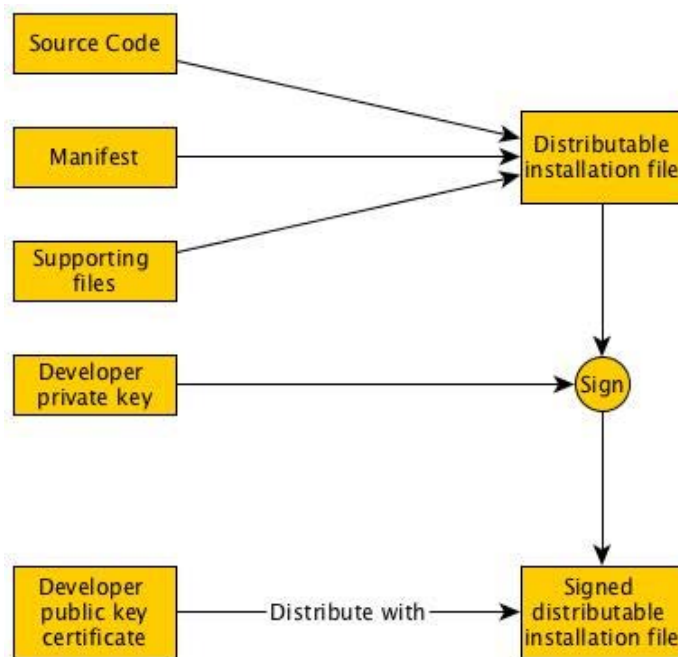 Source Code
Manifest
Supporting
files
Distributable
installation file
Developer
private key
Sign
Developer
public key
certificate
Distribute with
Signed
distributable
installation file